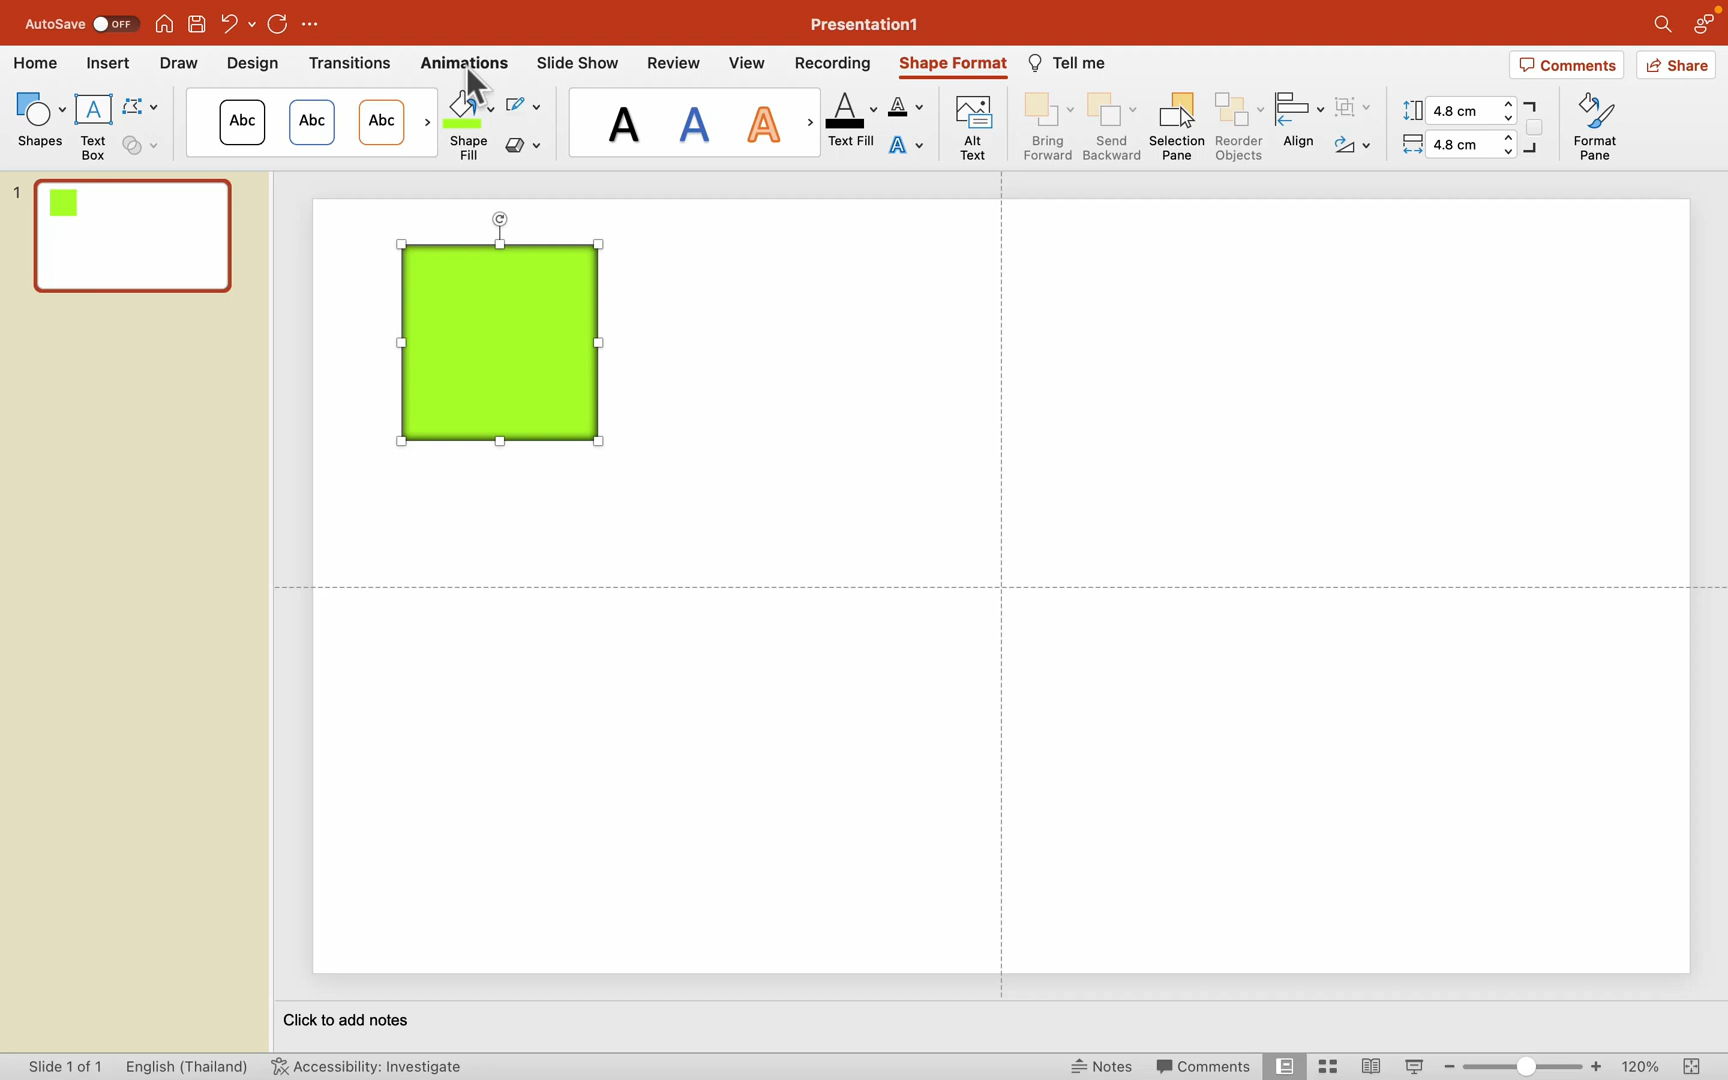 AutoSave OFF
Presentation1
Home Insert Draw Design Transitions Animations Slide Show Review View Recording Shape Format Tell me
Comments Share
Abc Abc Abc
A A A
4.8 cm
4.8 cm
Shapes
Text
Box
Shape
Fill
Text Fill
Alt
Text
Bring
Forward
Send
Backward
Selection
Pane
Reorder
Objects
Align
Format
Pane
1
Click to add notes
Slide 1 of 1 English (Thailand) Accessibility: Investigate
Notes Comments 120%